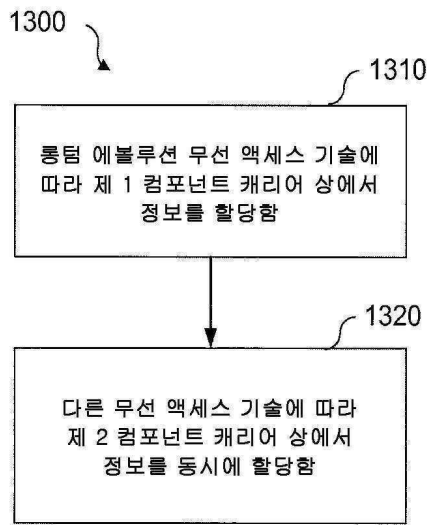 1300
1310
롱텀 에볼루션 무선 액세스 기술에
따라 제 1 컴포넌트 캐리어 상에서
정보를 할당함
1320
다른 무선 액세스 기술에 따라
제 2 컴포넌트 캐리어 상에서
정보를 동시에 할당함